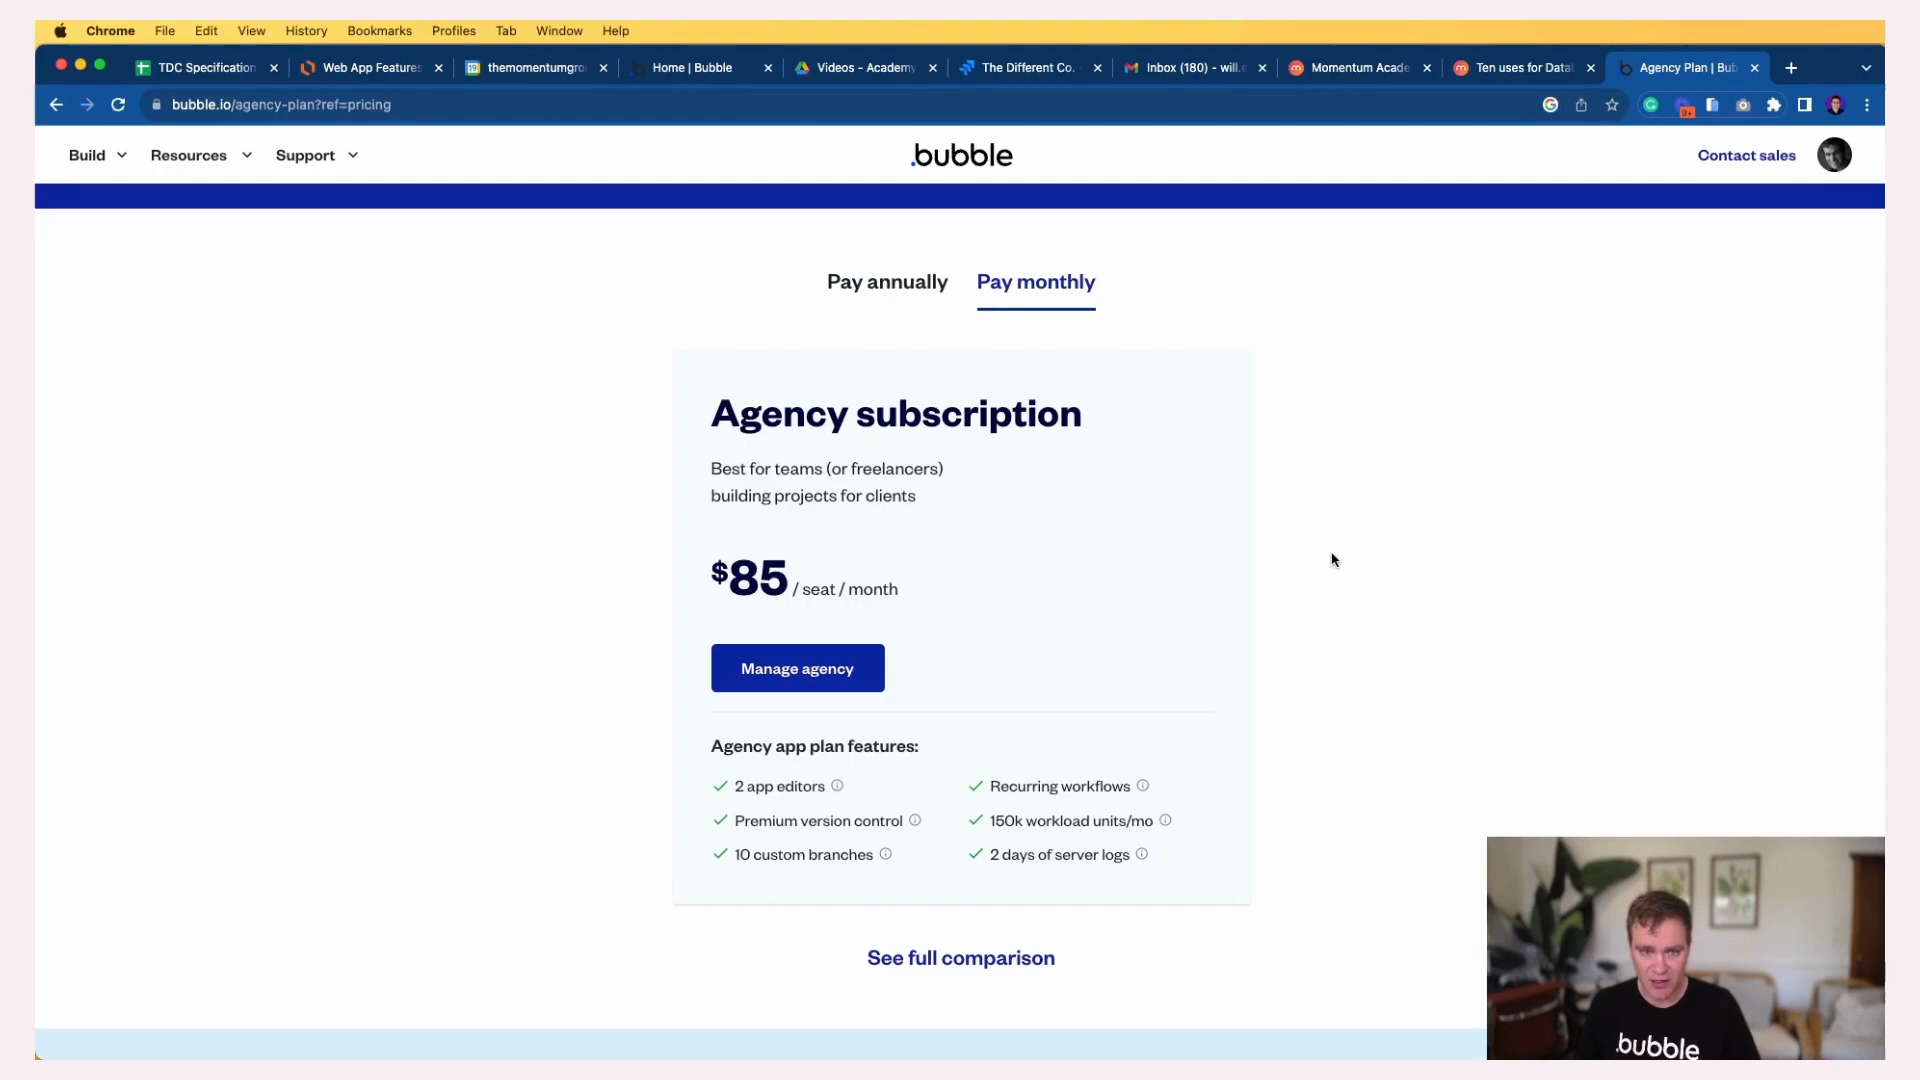 Chrome File Edit View History Bookmarks Profiles Tab Window Help
TDC Specification
Web App Features
themomentumgro
Home | Bubble
Videos - Academy
The Different Co.
Inbox (180) - will.e
Momentum Acade
Ten uses for Data
Agency Plan | Bub
bubble.io/agency-plan?ref=pricing
9+
Build Resources Support
.bubble
Contact sales
Pay annually Pay monthly
Agency subscription
Best for teams (or freelancers)
building projects for clients
$85 / seat / month
Manage agency
Agency app plan features:
2 app editors
Recurring workflows
Premium version control
150k workload units/mo
10 custom branches
2 days of server logs
See full comparison
.bubble